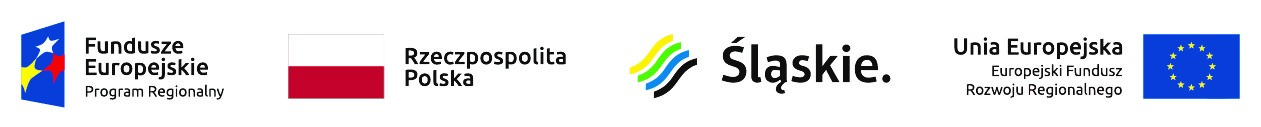 Fundusze
Europejskie
Program Regionalny
Rzeczpospolita
Polska
Śląskie.
Unia Europejska
Europejski Fundusz
Rozwoju Regionalnego